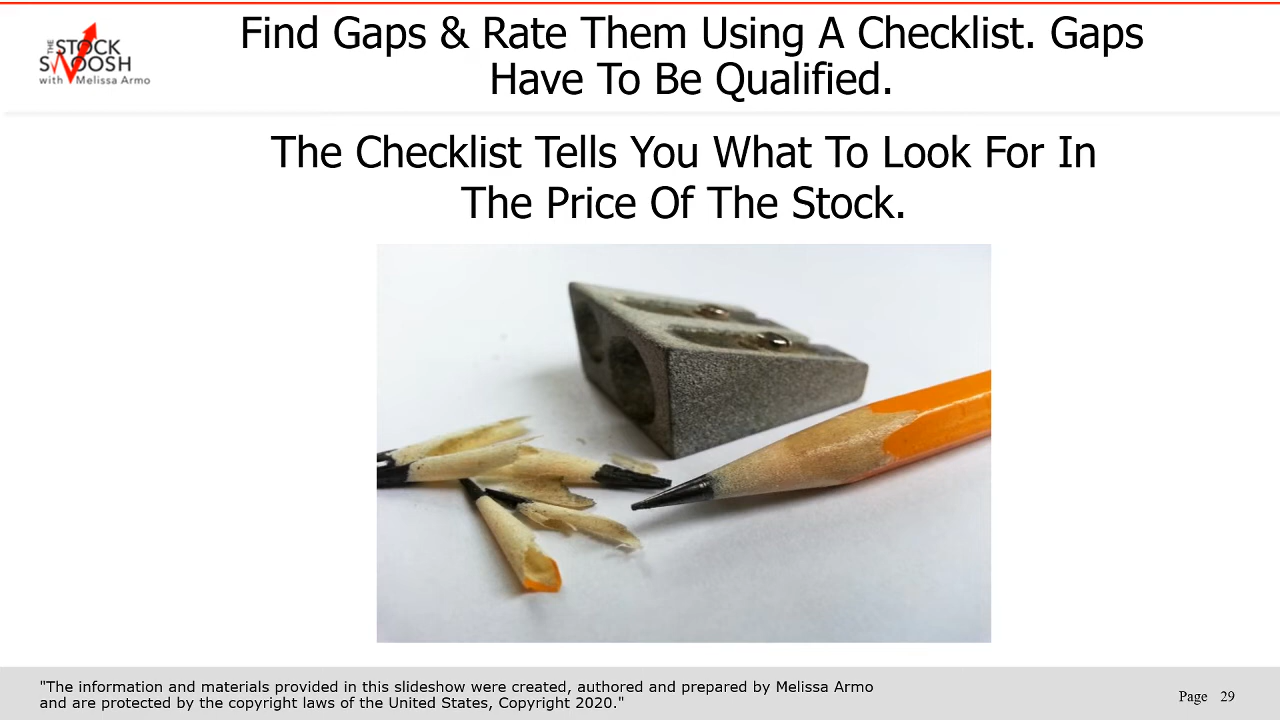 THE
STOCK
SWOOSH
with Melissa Armo
Find Gaps & Rate Them Using A Checklist. Gaps
Have To Be Qualified.
The Checklist Tells You What To Look For In
The Price Of The Stock.
"The information and materials provided in this slideshow were created, authored and prepared by Melissa Armo
and are protected by the copyright laws of the United States, Copyright 2020."
Page 29